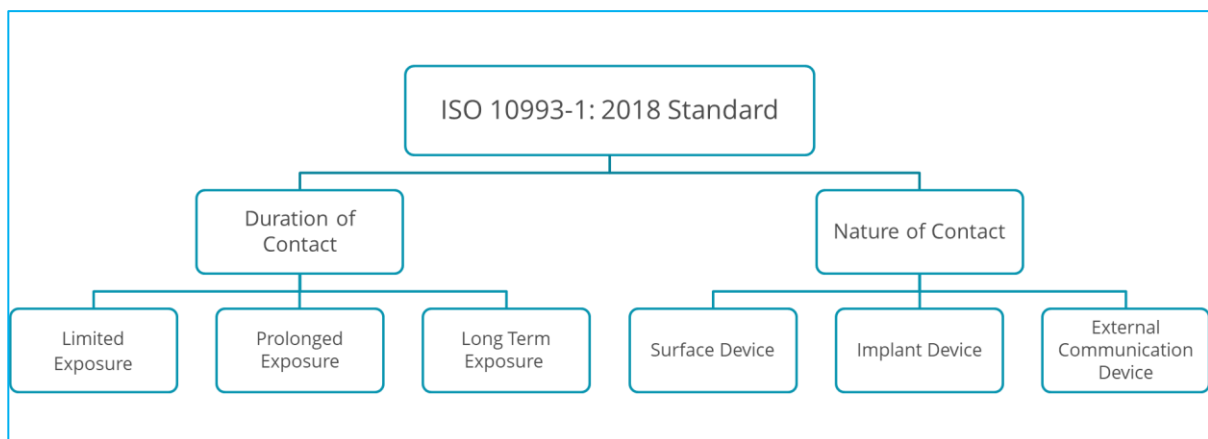 ISO 10993-1: 2018 Standard
Duration of
Contact
Nature of Contact
Limited
Exposure
Prolonged
Exposure
Long Term
Exposure
Surface Device
Implant Device
External
Communication
Device